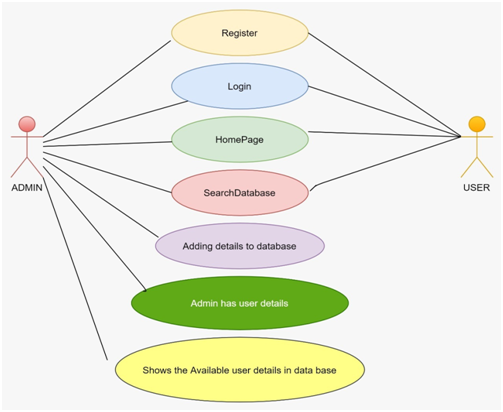 Register
Login
HomePage
SearchDatabase
ADMIN
USER
Adding details to database
Admin has user details
Shows the Available user details in data base